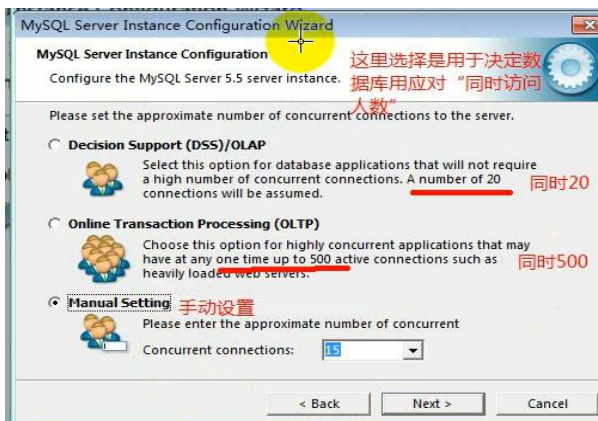 MySQL Server Instance Configuration Wizard
MySQL Server Instance Configuration
Configure the MySQL Server 5.5 server instance.
这里选择是用于决定数
据库用应对“同时访问
人数”
Please set the approximate number of concurrent connections to the server.
Decision Support (DSS)/OLAP
Select this option for database applications that will not require
a high number of concurrent connections. A number of 20
connections will be assumed.
同时20
Online Transaction Processing (OLTP)
Choose this option for highly concurrent applications that may
have at any one time up to 500 active connections such as
heavily loaded web servers.
同时500
Manual Setting
手动设置
Please enter the approximate number of concurrent
Concurrent connections:
15
< Back
Next >
Cancel